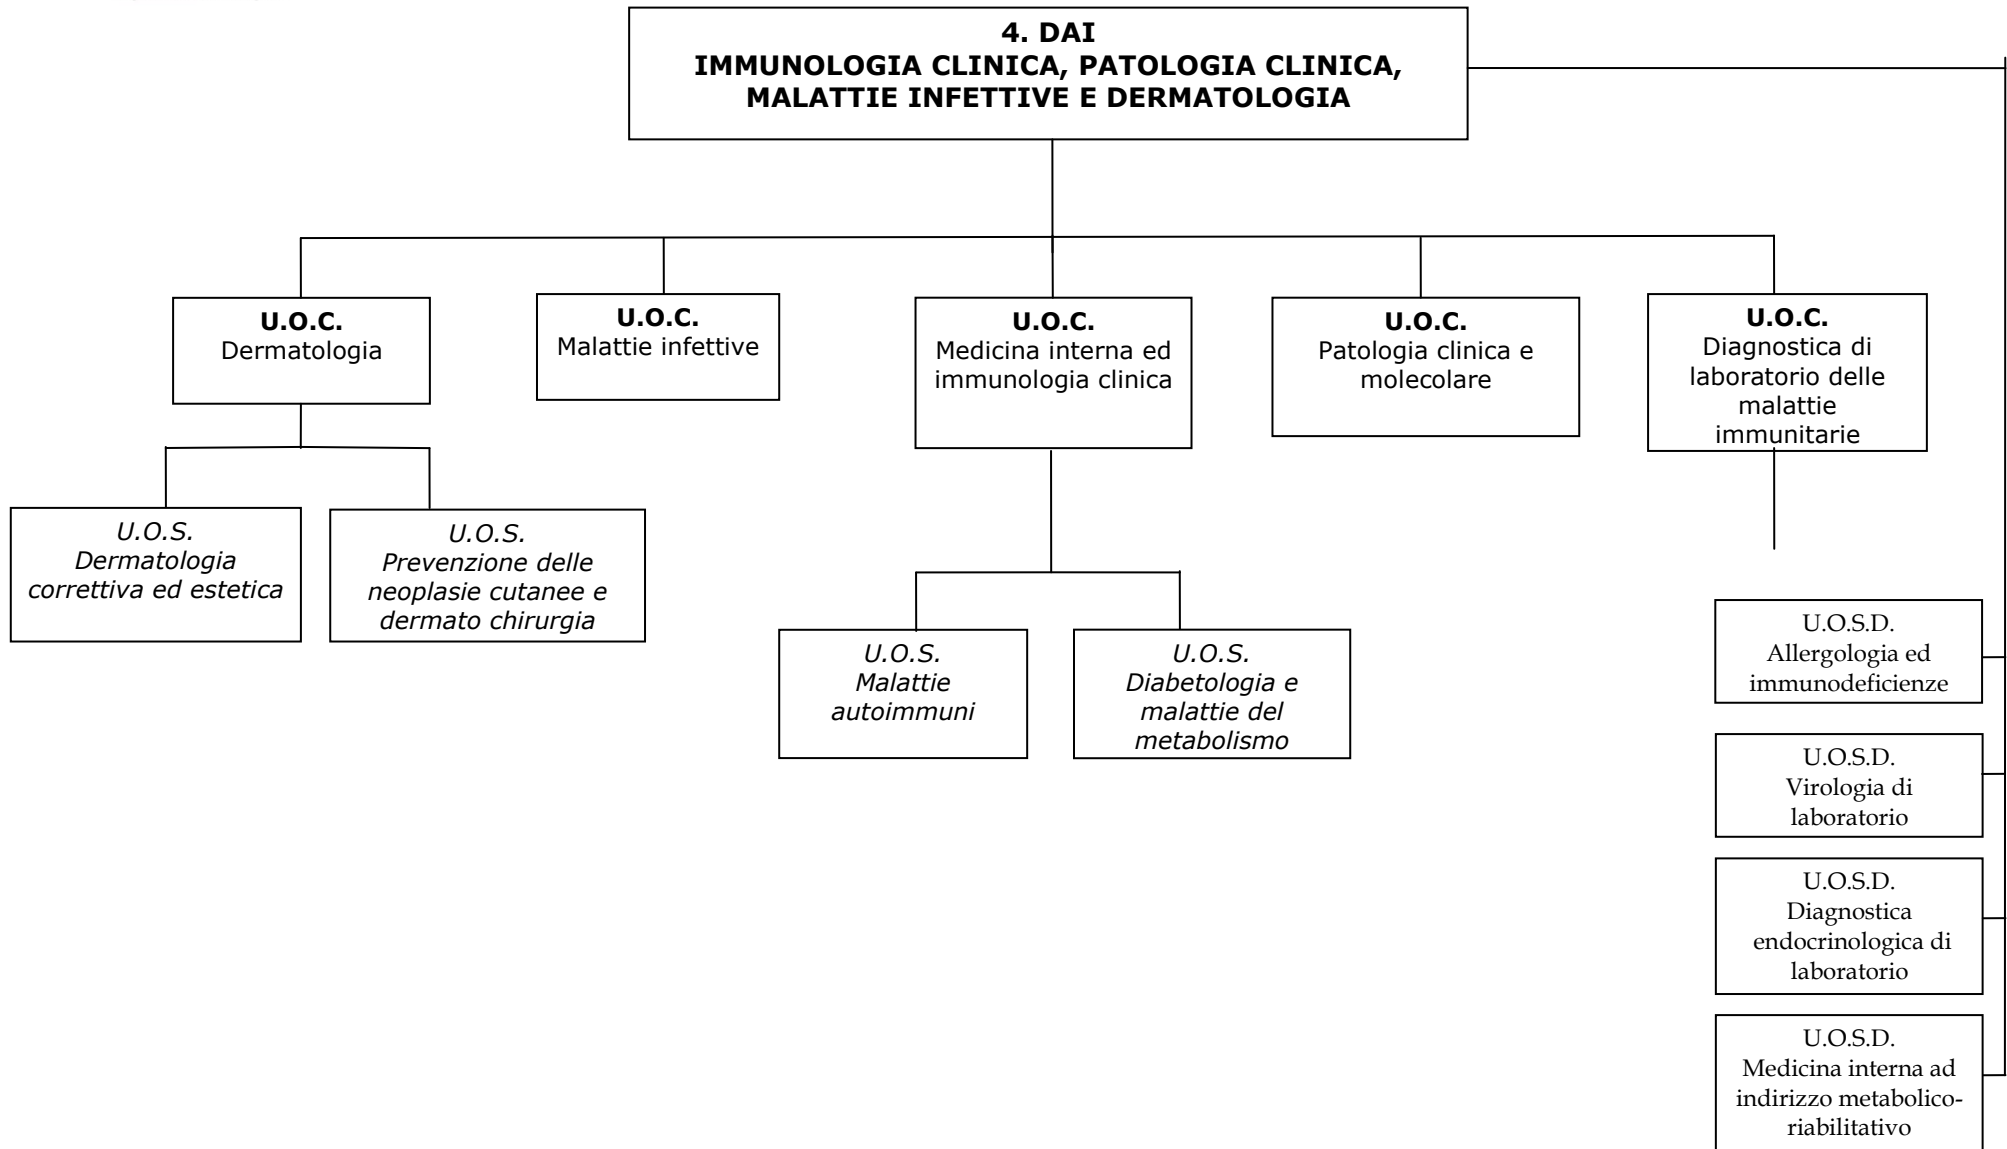 4. DAI
IMMUNOLOGIA CLINICA, PATOLOGIA CLINICA,
MALATTIE INFETTIVE E DERMATOLOGIA
U.O.C.
Dermatologia
U.O.C.
Malattie infettive
U.O.C.
Medicina interna ed
immunologia clinica
U.O.C.
Patologia clinica e
molecolare
U.O.C.
Diagnostica di
laboratorio delle
malattie
immunitarie
U.O.S.
Dermatologia
correttiva ed estetica
U.O.S.
Prevenzione delle
neoplasie cutanee e
dermato chirurgia
U.O.S.
Malattie
autoimmuni
U.O.S.
Diabetologia e
malattie del
metabolismo
U.O.S.D.
Allergologia ed
immunodeficienze
U.O.S.D.
Virologia di
laboratorio
U.O.S.D.
Diagnostica
endocrinologica di
laboratorio
U.O.S.D.
Medicina interna ad
indirizzo metabolico-
riabilitativo